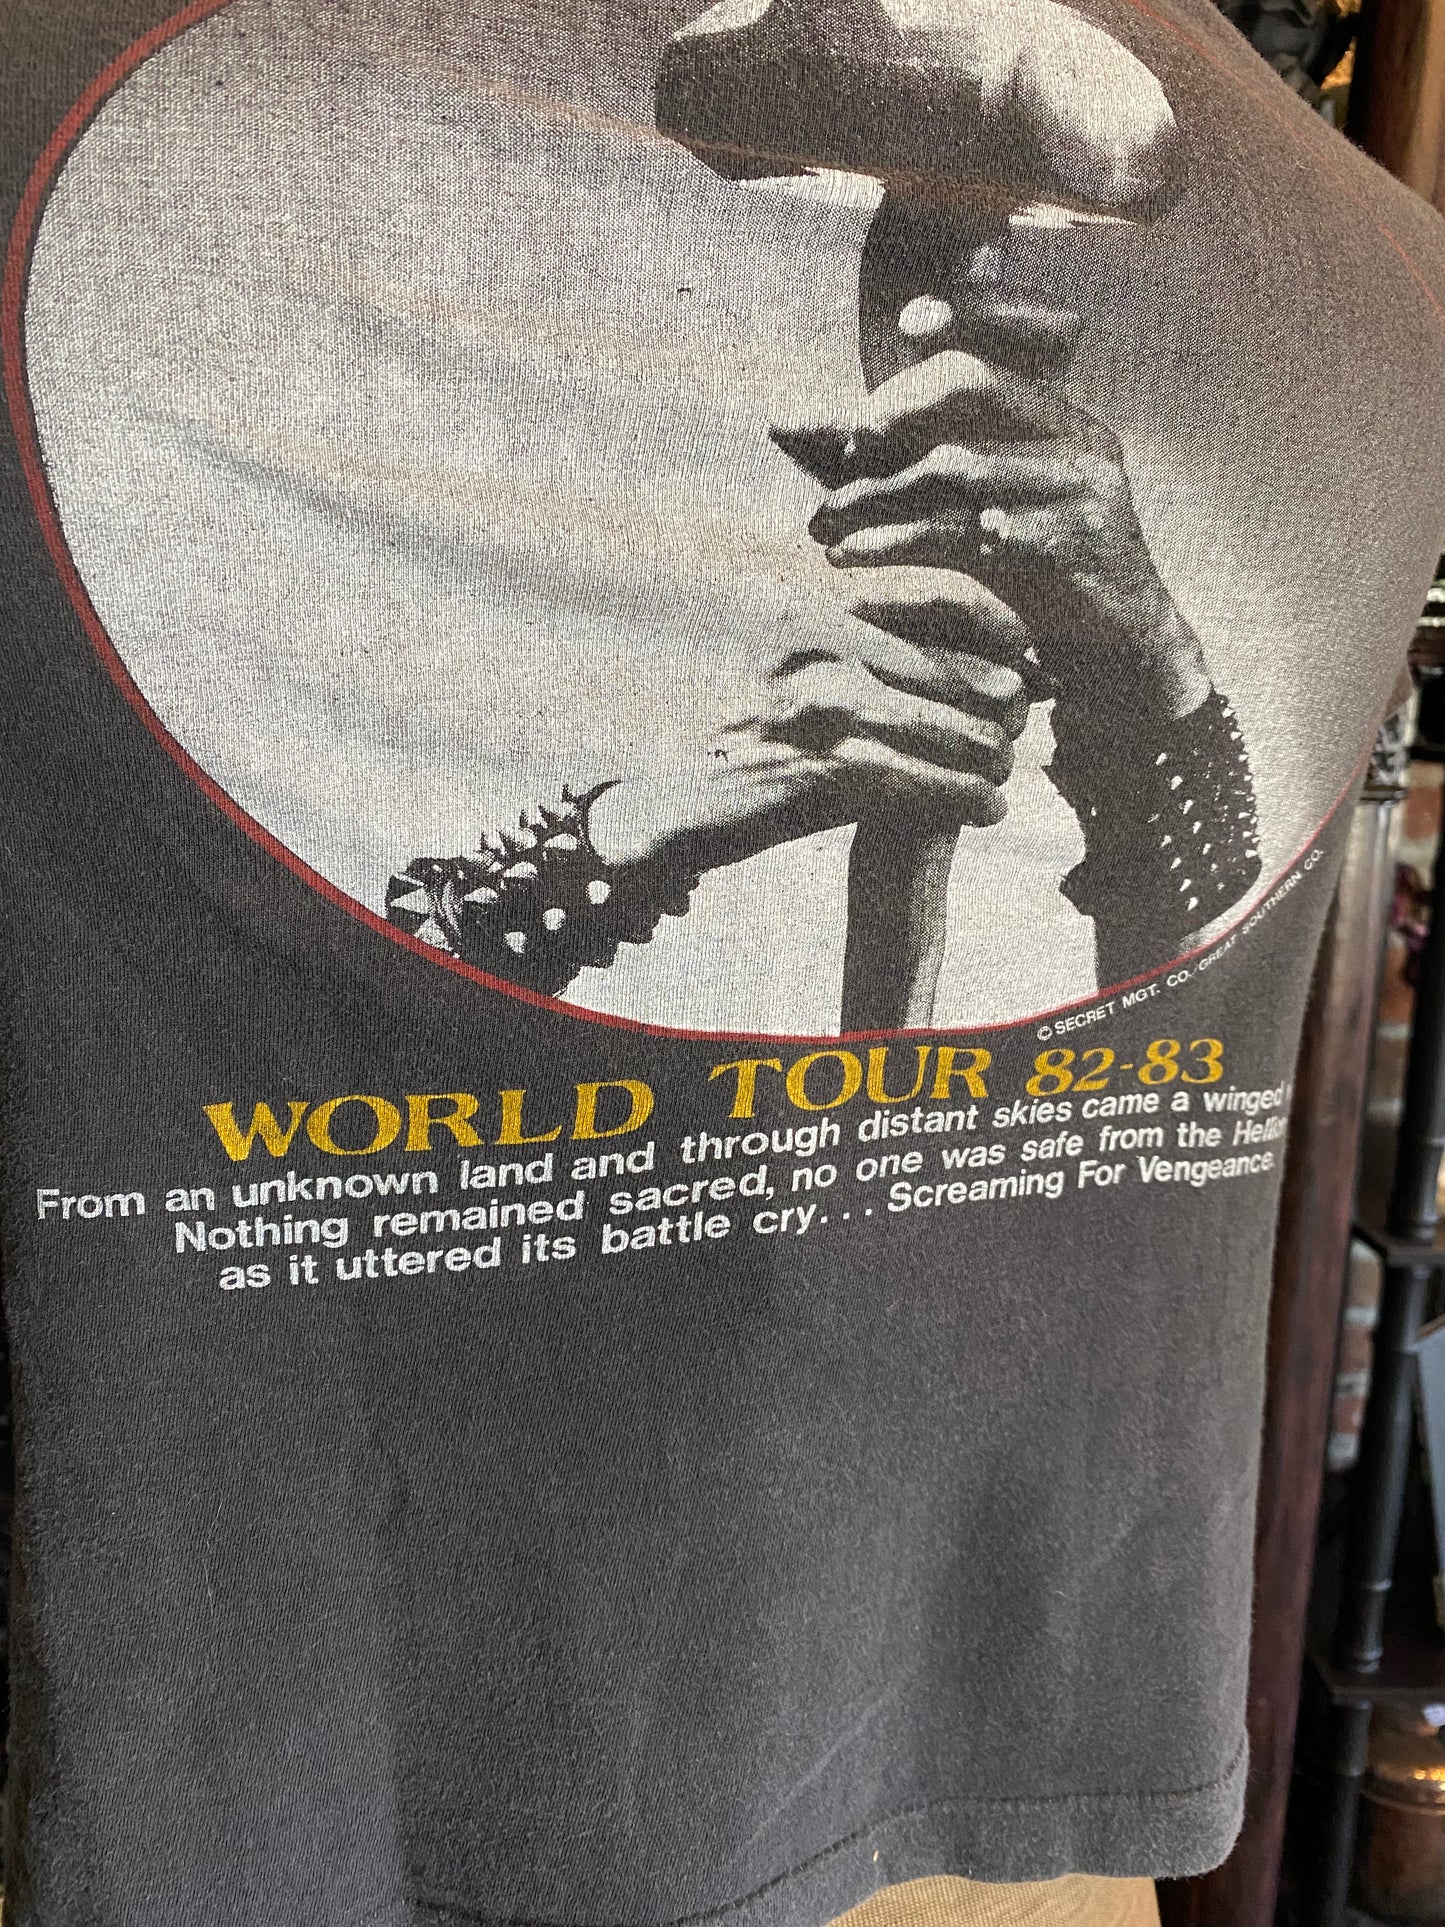 © SECRET MGT. CO./GREAT SOUTHERN CO.
WORLD TOUR 82-83
From an unknown land and through distant skies came a winged
Nothing remained sacred, no one was safe from the Hellion
as it uttered its battle cry... Screaming For Vengeance.